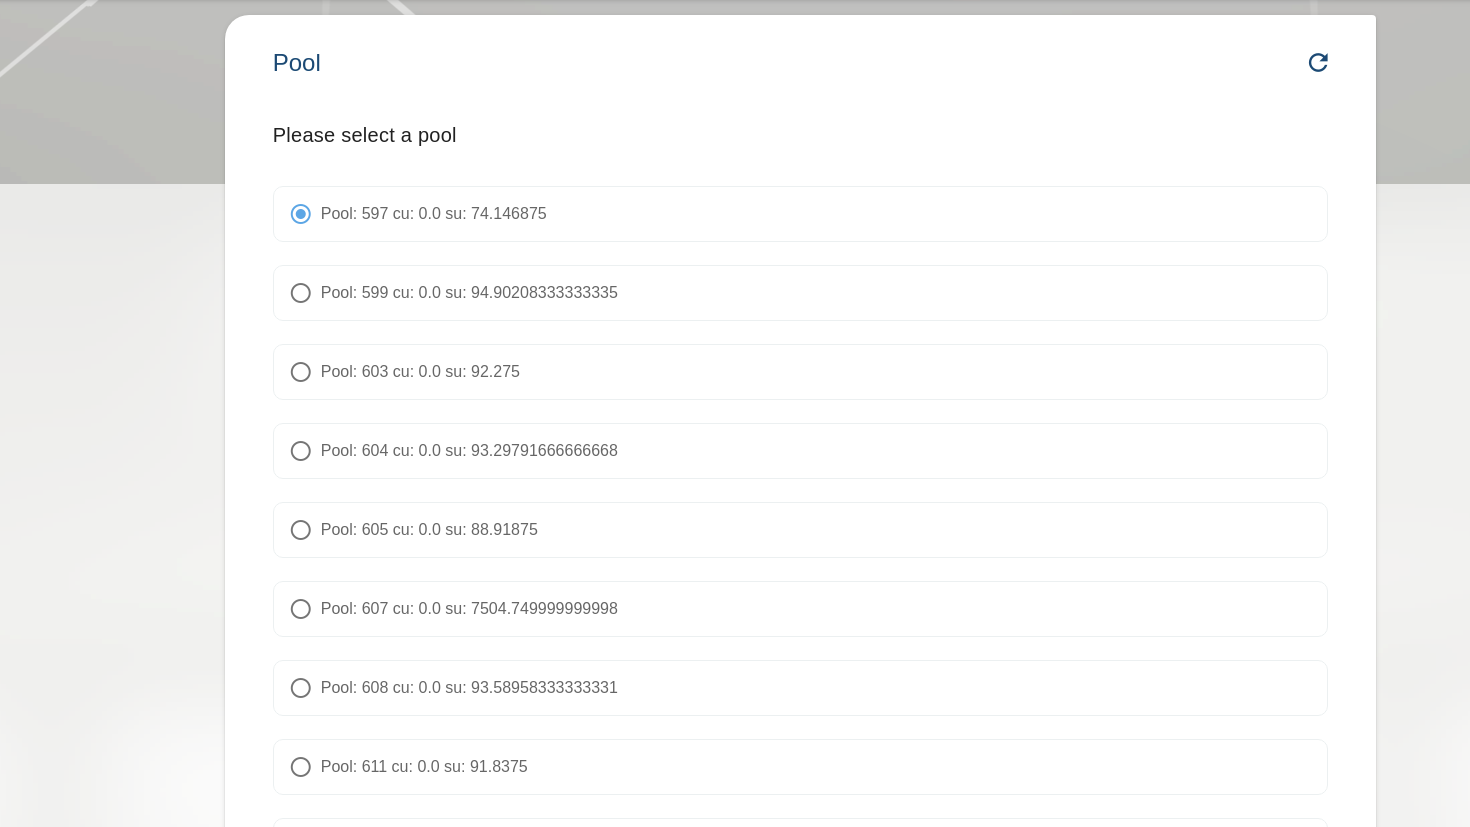 Pool
Please select a pool
Pool: 597 cu: 0.0 su: 74.146875
Pool: 599 cu: 0.0 su: 94.90208333333335
Pool: 603 cu: 0.0 su: 92.275
Pool: 604 cu: 0.0 su: 93.29791666666668
Pool: 605 cu: 0.0 su: 88.91875
Pool: 607 cu: 0.0 su: 7504.749999999998
Pool: 608 cu: 0.0 su: 93.58958333333331
Pool: 611 cu: 0.0 su: 91.8375